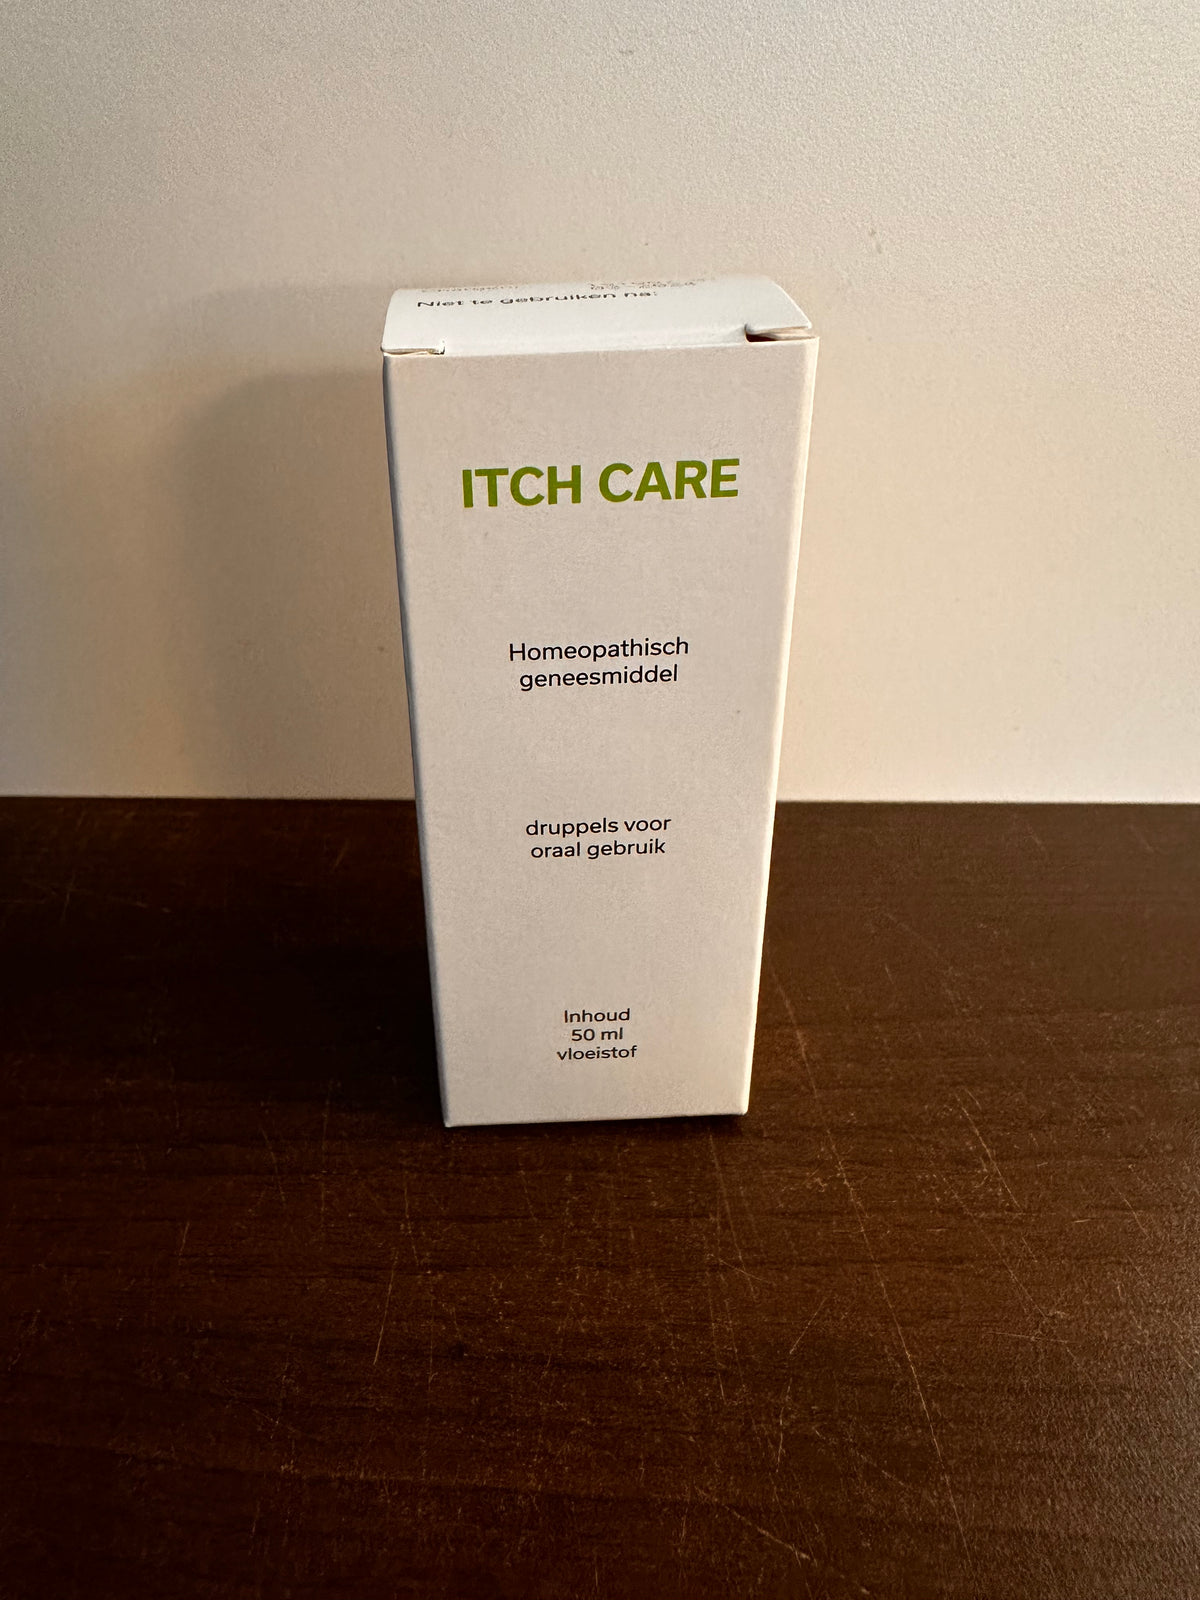 Niet te gebruiken na:
ITCH CARE
Homeopathisch
geneesmiddel
druppels voor
oraal gebruik
Inhoud
50 ml
vloeistof